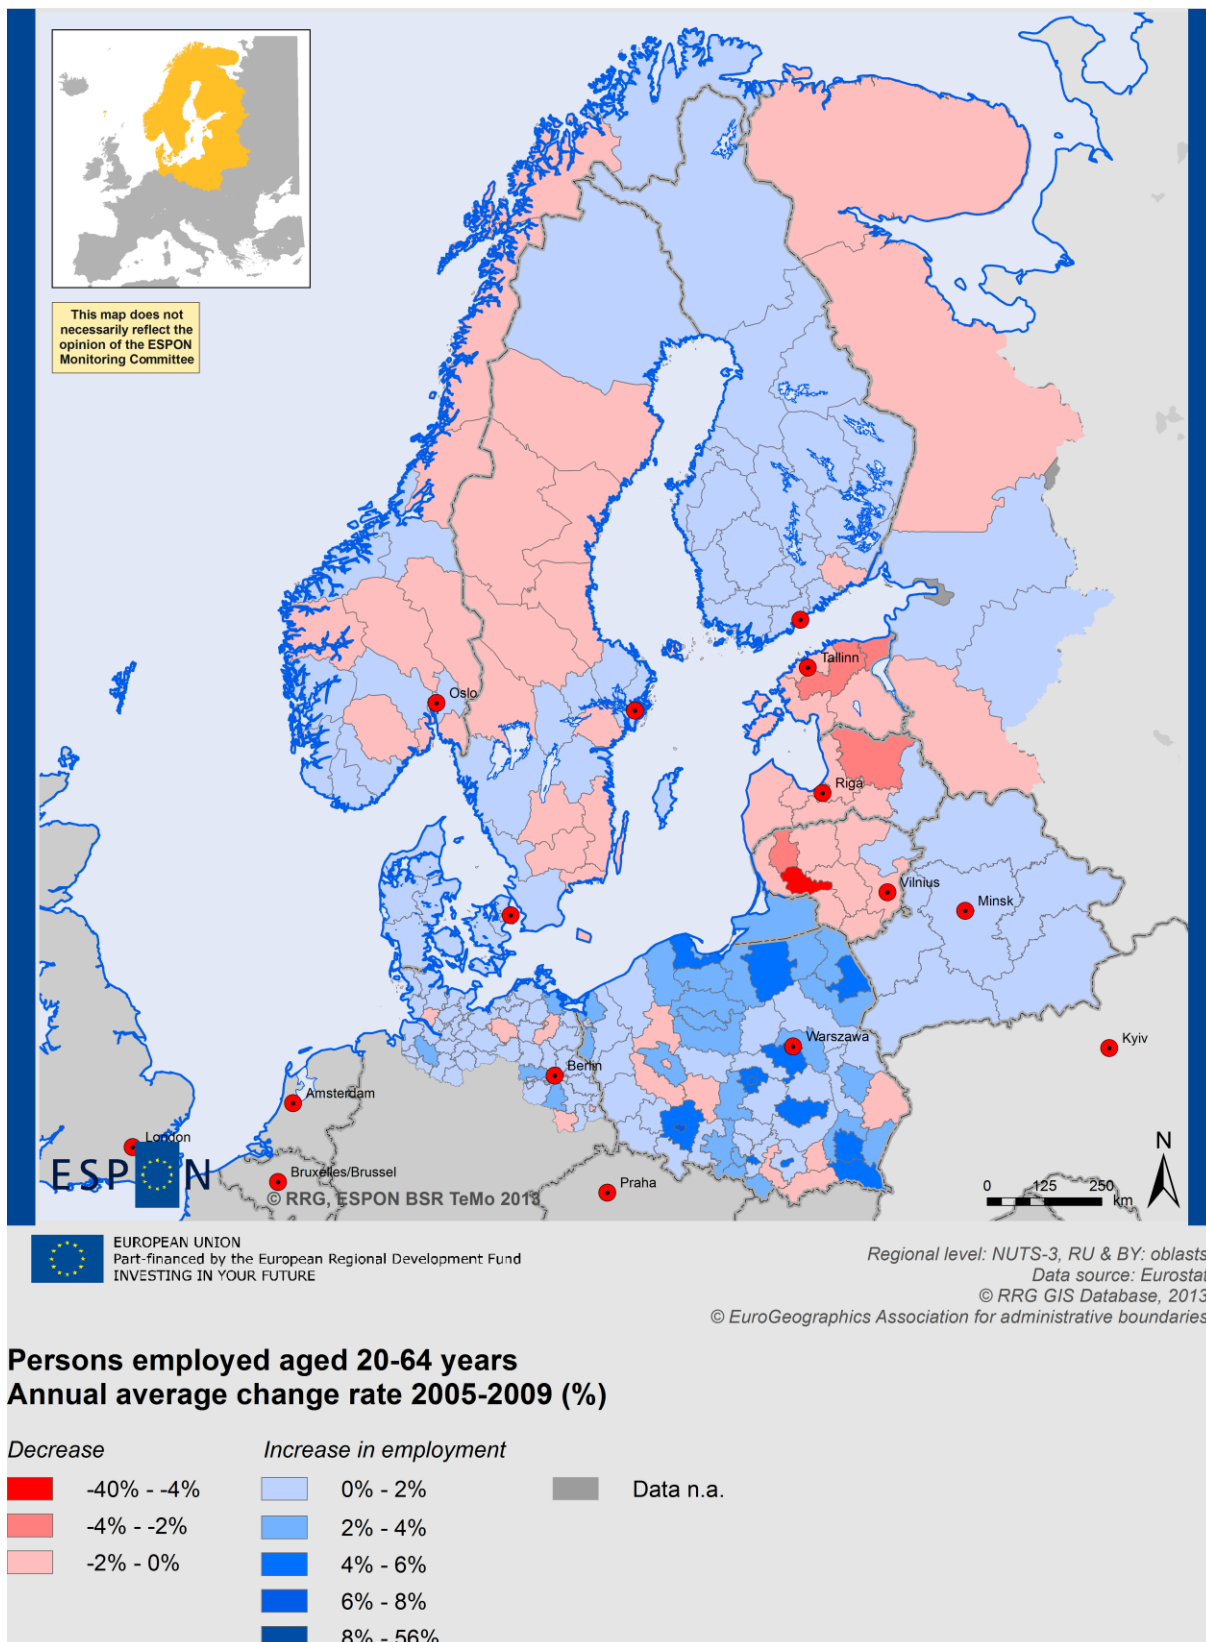 This map does not
necessarily reflect the
opinion of the ESPON
Monitoring Committee
Oslo
Tallinn
Riga
Vilnius
Minsk
Warszawa
Kyiv
Berlin
Amsterdam
London
Bruxelles/Brussel
Praha
ESPON
© RRG, ESPON BSR TeMo 2013
N
0 125 250
km
EUROPEAN UNION
Part-financed by the European Regional Development Fund
INVESTING IN YOUR FUTURE
Regional level: NUTS-3, RU & BY: oblasts
Data source: Eurostat
© RRG GIS Database, 2013
© EuroGeographics Association for administrative boundaries
Persons employed aged 20-64 years
Annual average change rate 2005-2009 (%)
Decrease
-40% - -4%
-4% - -2%
-2% - 0%
Increase in employment
0% - 2%
2% - 4%
4% - 6%
6% - 8%
8% - 56%
Data n.a.